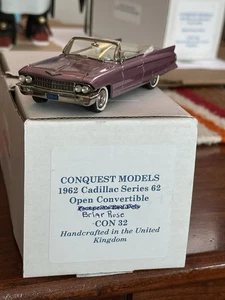 CONQUEST MODELS
1962 Cadillac Series 62
Open Convertible
Briar Rose
CON 32
Handcrafted in the United
Kingdom